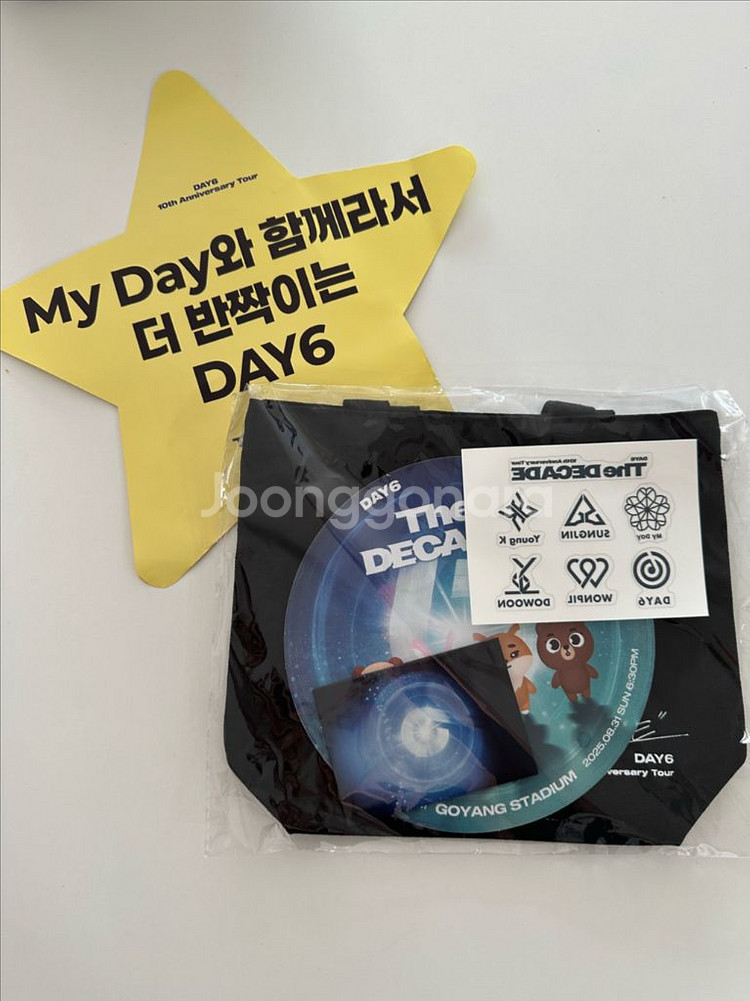 DAY6
10th Anniversary Tour
My Day와 함께라서
더 반짝이는
DAY6
Joonggonara
DAY6
The
DECA
DAY6
10th Anniversary Tour
The DECADE
Young K
SUNGJIN
My Day
DOWOON
WONPIL
DAY6
2025.08.31 SUN 6:30PM
GOYANG STADIUM
DAY6
versary Tour